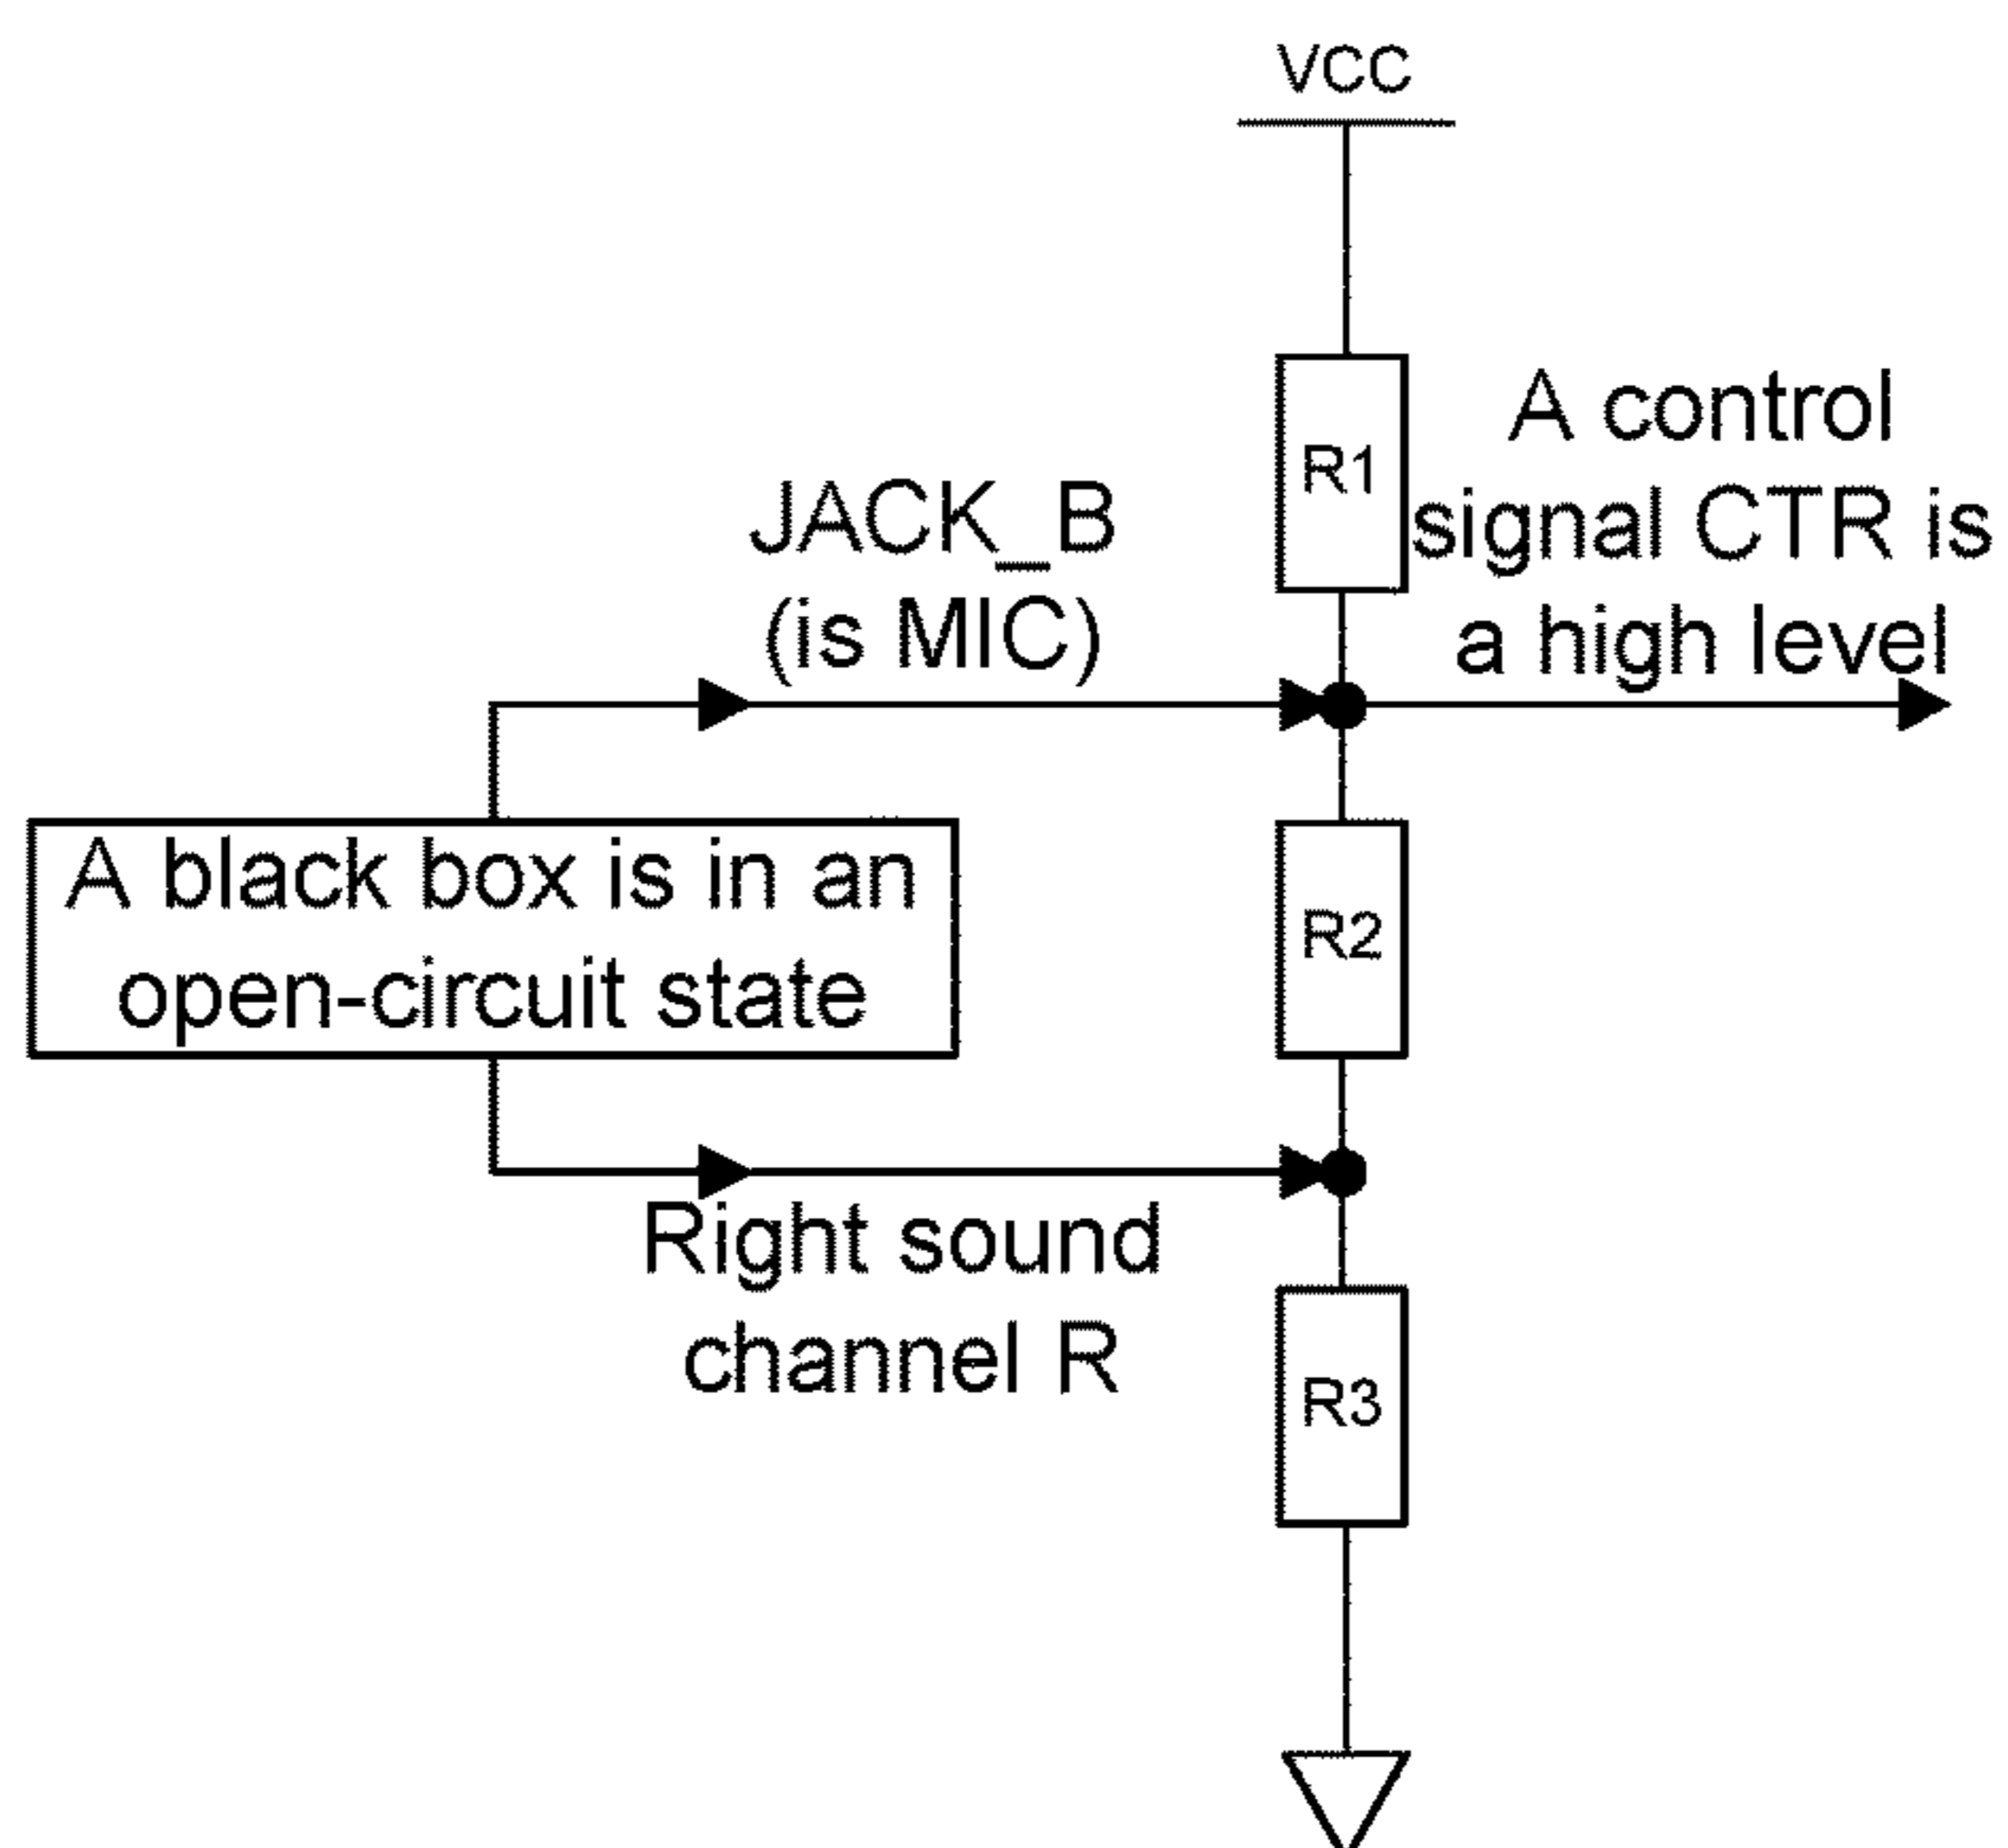 VCC
R1
A control
signal CTR is
a high level
JACK_B
(is MIC)
A black box is in an
open-circuit state
R2
Right sound
channel R
R3